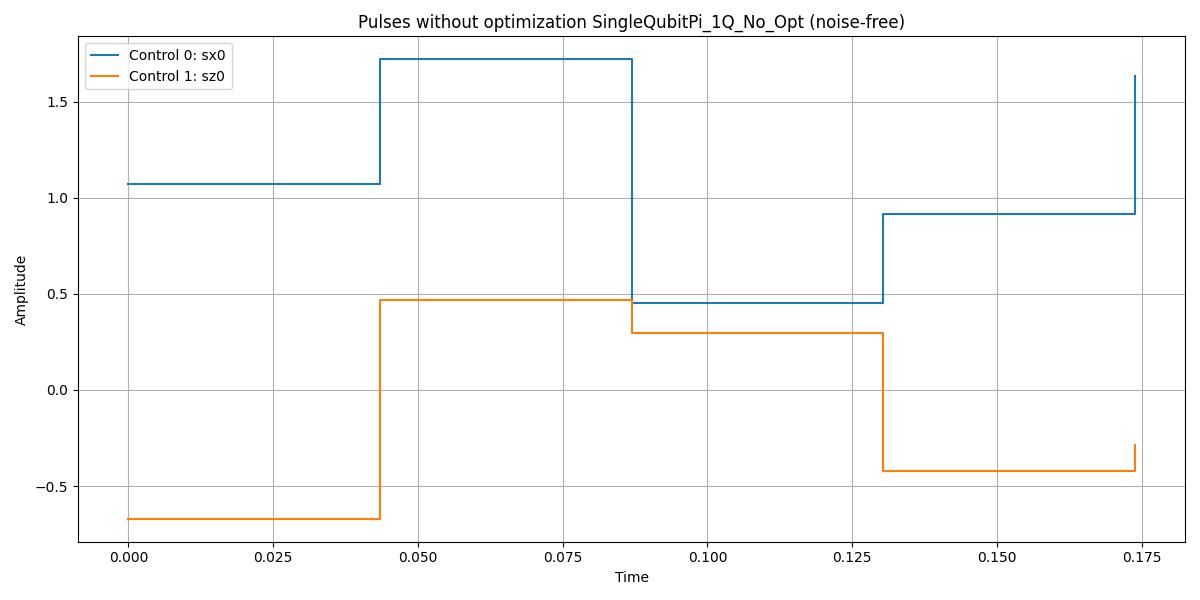 Pulses without optimization SingleQubitPi_1Q_No_Opt (noise-free)
Control 0: sx0
Control 1: sz0
Amplitude
1.5
1.0
0.5
0.0
−0.5
0.000 0.025 0.050 0.075 0.100 0.125 0.150 0.175
Time